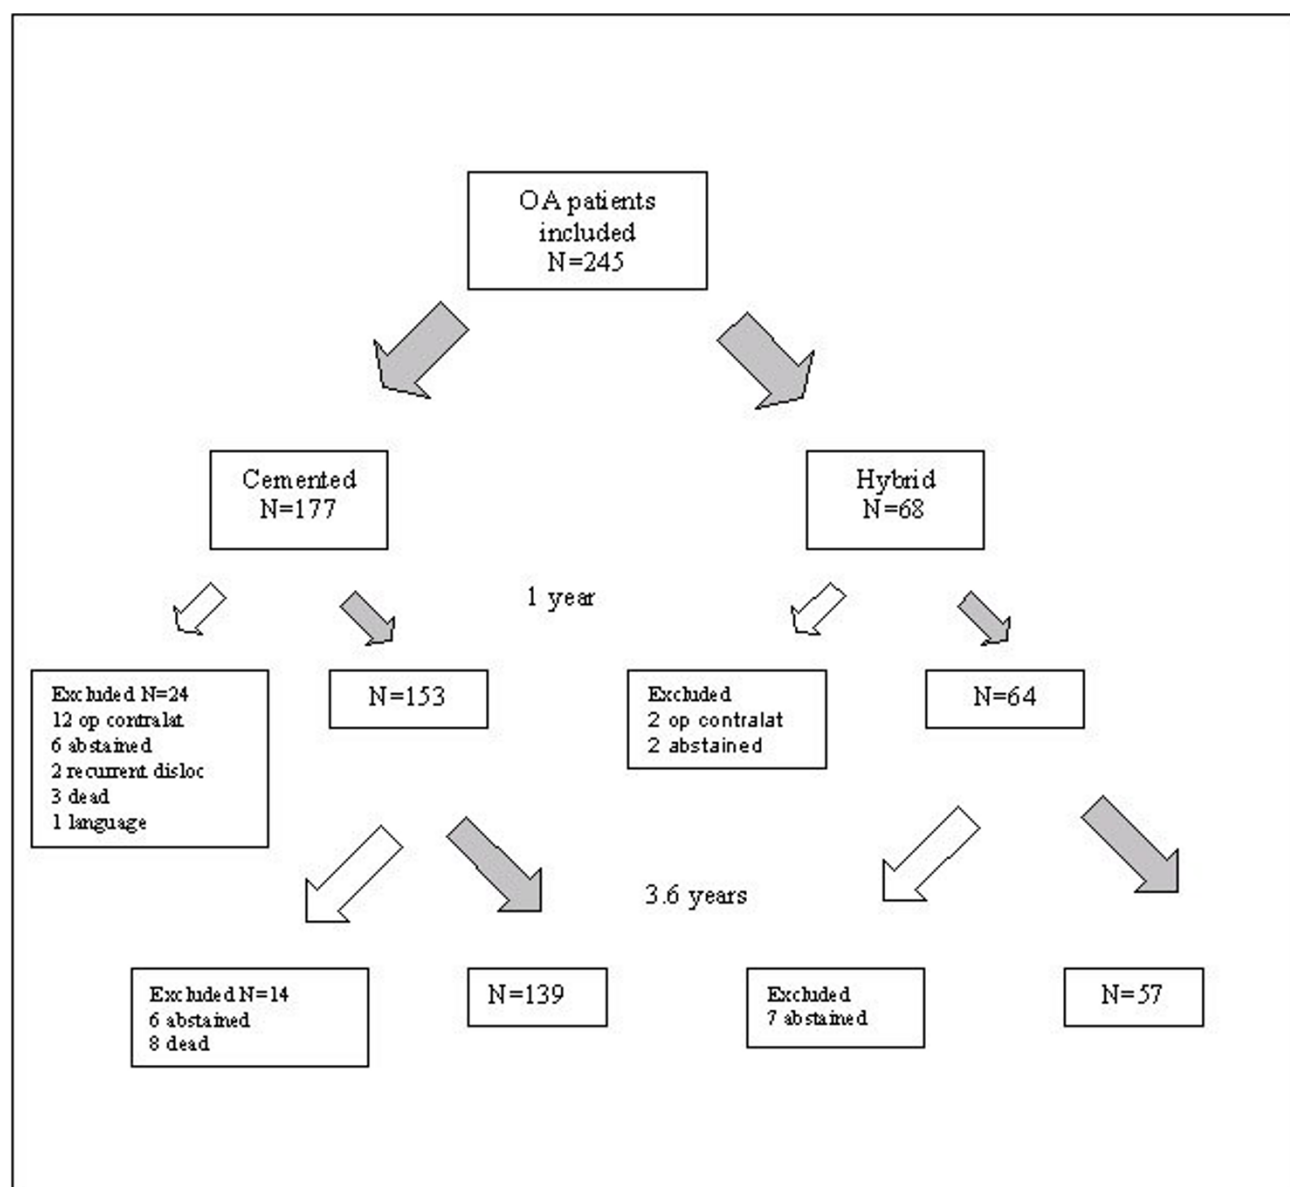 OA patients
included
N=245
Cemented
N=177
Hybrid
N=68
1 year
Excluded N=24
12 op contralat
6 abstained
2 recurrent disloc
3 dead
1 language
N=153
Excluded
2 op contralat
2 abstained
N=64
3.6 years
Excluded N=14
6 abstained
8 dead
N=139
Excluded
7 abstained
N=57